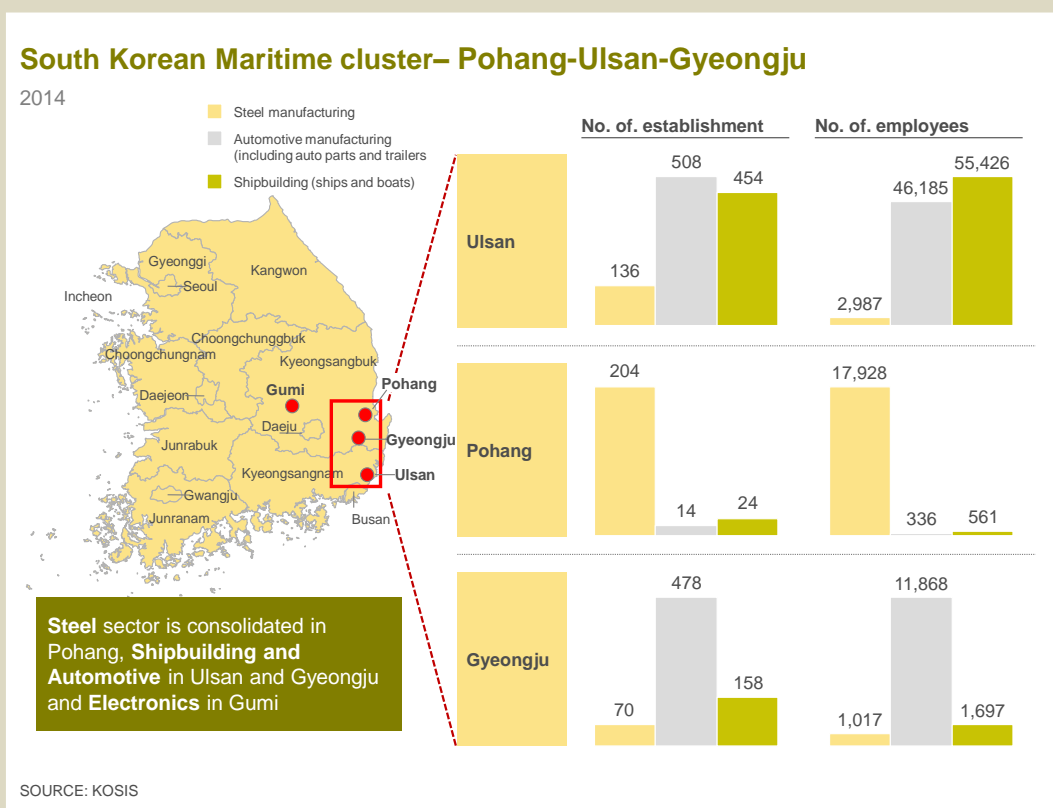 South Korean Maritime cluster– Pohang-Ulsan-Gyeongju
2014
Steel manufacturing
Automotive manufacturing
(including auto parts and trailers
Shipbuilding (ships and boats)
Gyeonggi
Kangwon
Seoul
Incheon
Choongchunggbuk
Choongchungnam
Kyeongsangbuk
Pohang
Gumi
Daejeon
Daeju
Gyeongju
Junrabuk
Kyeongsangnam
Ulsan
Gwangju
Junranam
Busan
Steel sector is consolidated in
Pohang, Shipbuilding and
Automotive in Ulsan and Gyeongju
and Electronics in Gumi
No. of. establishment
No. of. employees
Ulsan
136
508
454
2,987
46,185
55,426
Pohang
204
14
24
17,928
336
561
Gyeongju
70
478
158
1,017
11,868
1,697
SOURCE: KOSIS